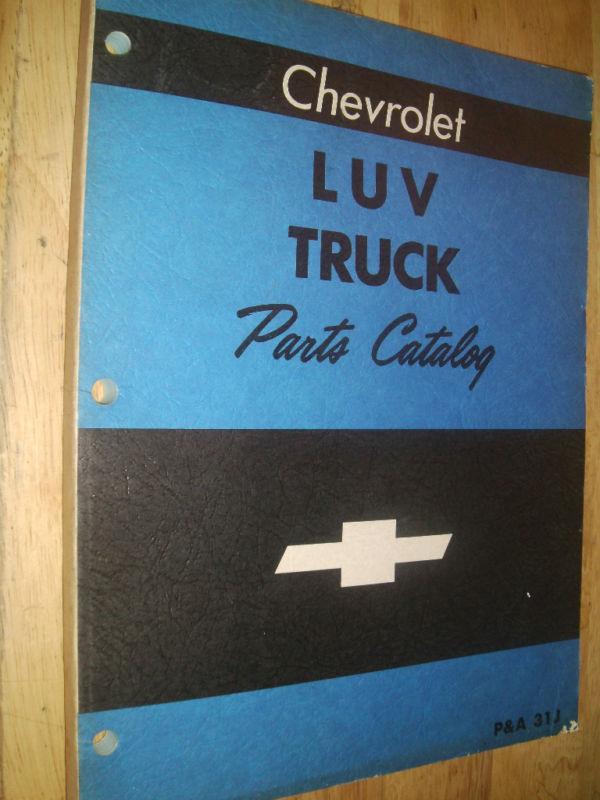 Chevrolet
LUV
TRUCK
Parts Catalog
P&A 31J